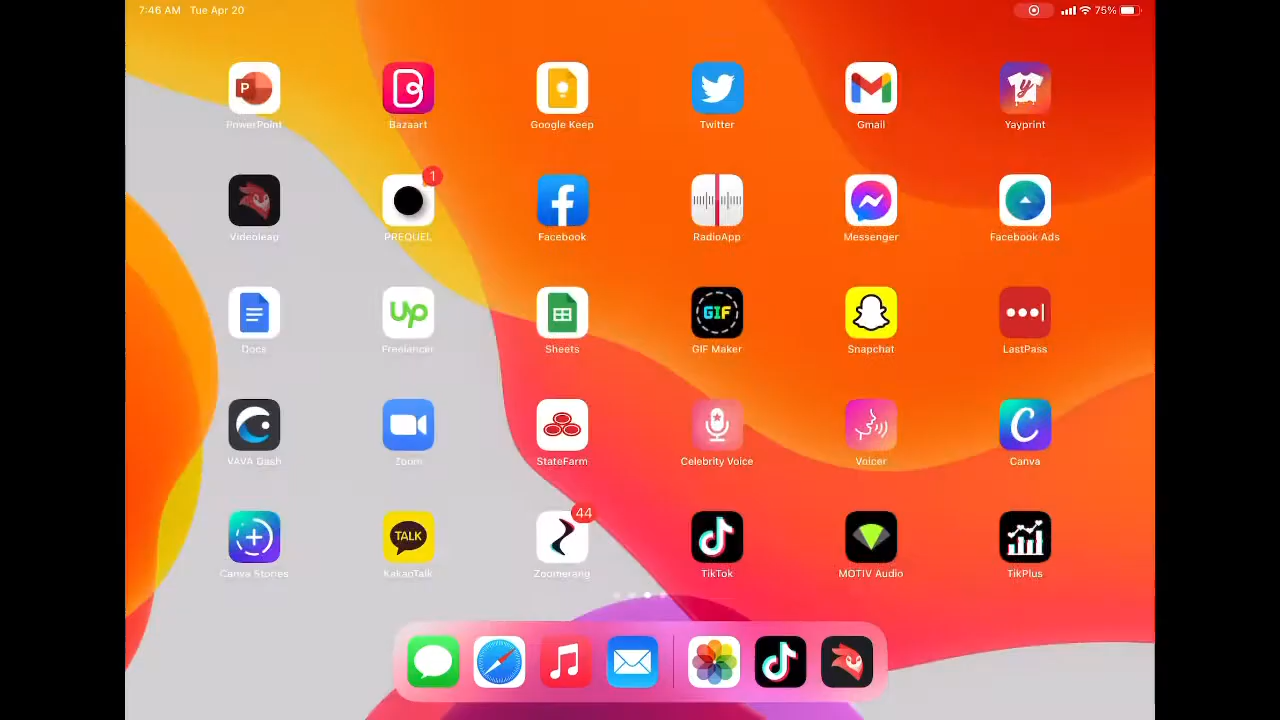 7:46 AM Tue Apr 20 75%
P
PowerPoint Bazaart Google Keep Twitter Gmail Yayprint
1
Videoleap PREQUEL Facebook RadioApp Messenger Facebook Ads
Up GIF
Docs Freelancer Sheets GIF Maker Snapchat LastPass
VAVA Dash Zoom StateFarm Celebrity Voice Voicer Canva
44
TALK
Canva Stories KakaoTalk Zoomerang TikTok MOTIV Audio TikPlus